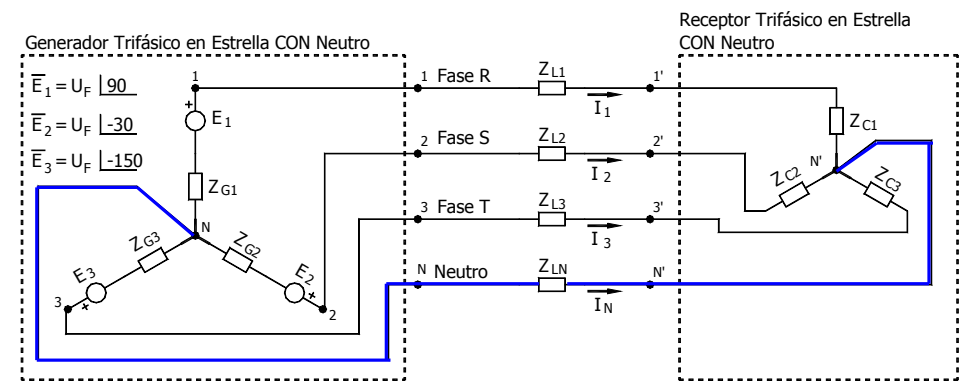 Receptor Trifásico en Estrella
CON Neutro
Generador Trifásico en Estrella CON Neutro
E1 = UF 90
E2 = UF -30
E3 = UF -150
1
+
E1
ZG1
N
ZG3
ZG2
E3
+
3
E2
+
2
1 Fase R
ZL1
I1
1'
2 Fase S
ZL2
I2
2'
3 Fase T
ZL3
I3
3'
N Neutro
ZLN
IN
N'
ZC1
N'
ZC2
ZC3